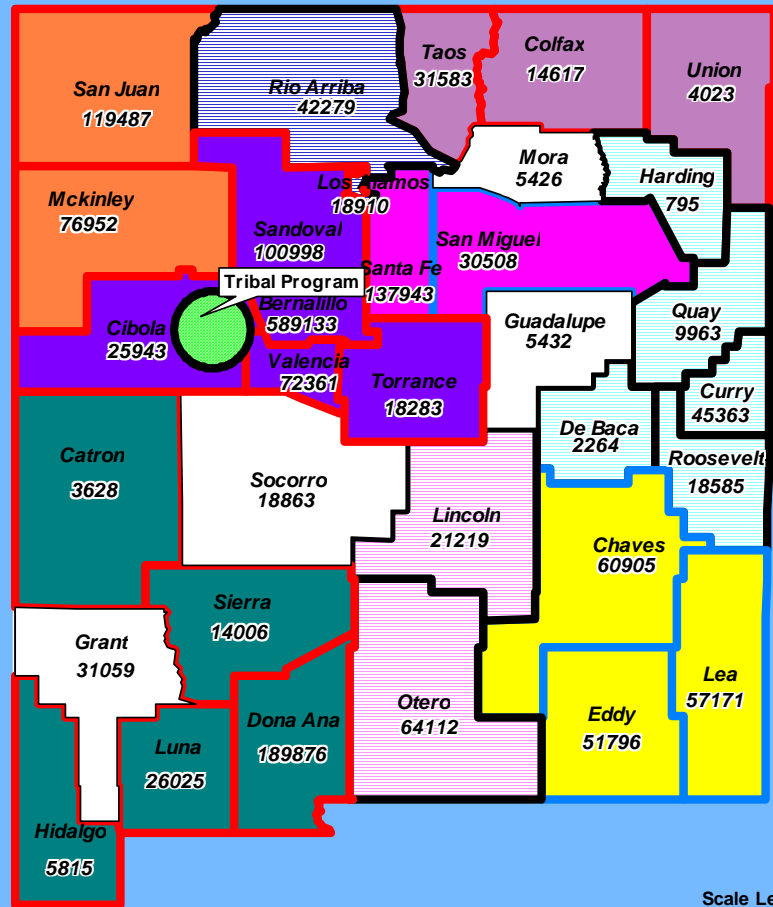 San Juan
119487
Rio Arriba
42279
Taos
31583
Colfax
14617
Union
4023
Mckinley
76952
Los Alamos
18910
Mora
5426
Harding
795
Sandoval
100998
Santa Fe
137943
San Miguel
30508
Tribal Program
Cibola
25943
Bernalillo
589133
Guadalupe
5432
Quay
9963
Valencia
72361
Torrance
18283
Curry
45363
De Baca
2264
Roosevelt
18585
Catron
3628
Socorro
18863
Lincoln
21219
Chaves
60905
Sierra
14006
Grant
31059
Otero
64112
Lea
57171
Eddy
51796
Dona Ana
189876
Luna
26025
Hidalgo
5815
Scale Le